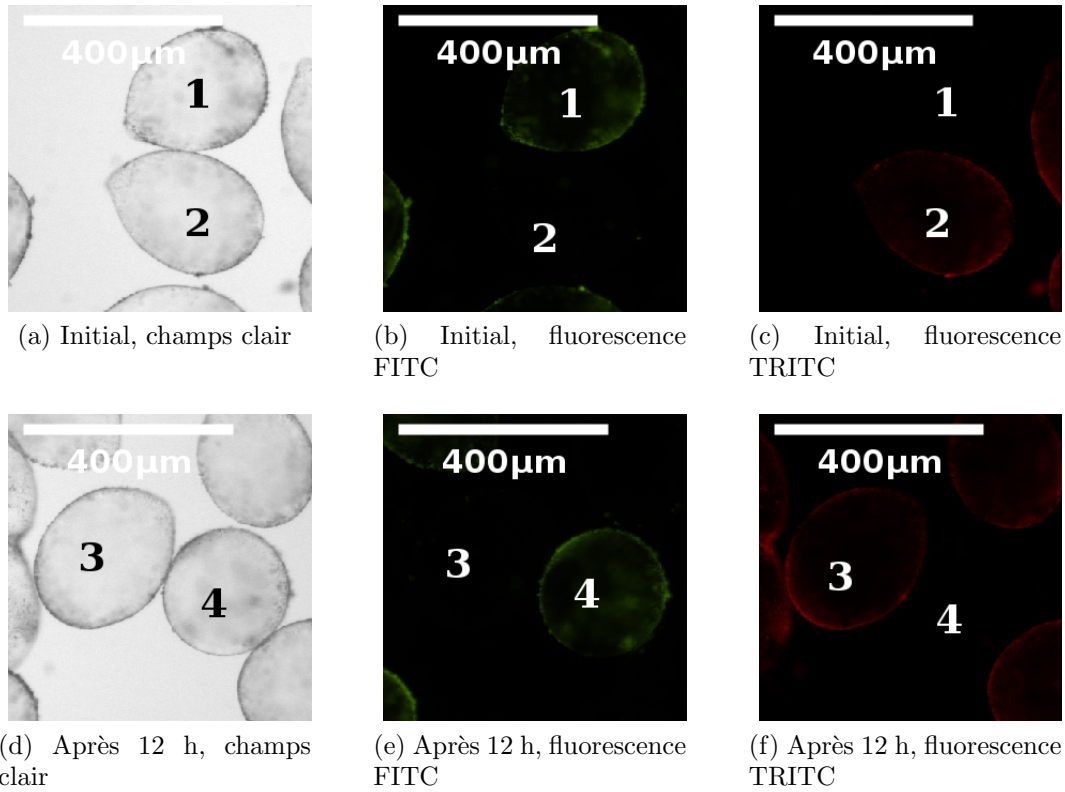 400µm 400µm 400µm
1 1 1
2 2 2
(a) Initial, champs clair
(b) Initial, fluorescence
FITC
(c) Initial, fluorescence
TRITC
400µm 400µm 400µm
3 3 3
4 4 4
(d) Après 12 h, champs
clair
(e) Après 12 h, fluorescence
FITC
(f) Après 12 h, fluorescence
TRITC